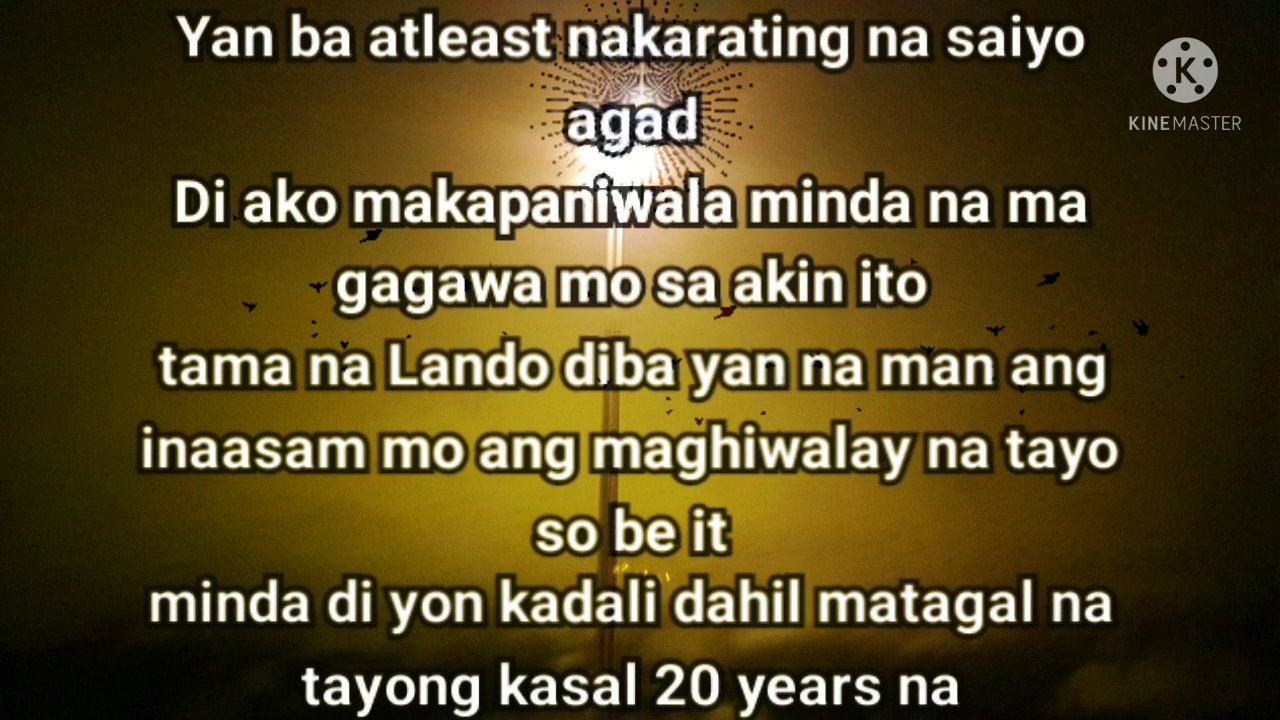 Yan ba atleast nakarating na saiyo
agad
Di ako makapaniwala minda na ma
gagawa mo sa akin ito
tama na Lando diba yan na man ang
inaasam mo ang maghiwalay na tayo
so be it
minda di yon kadali dahil matagal na
tayong kasal 20 years na
K
KINEMASTER